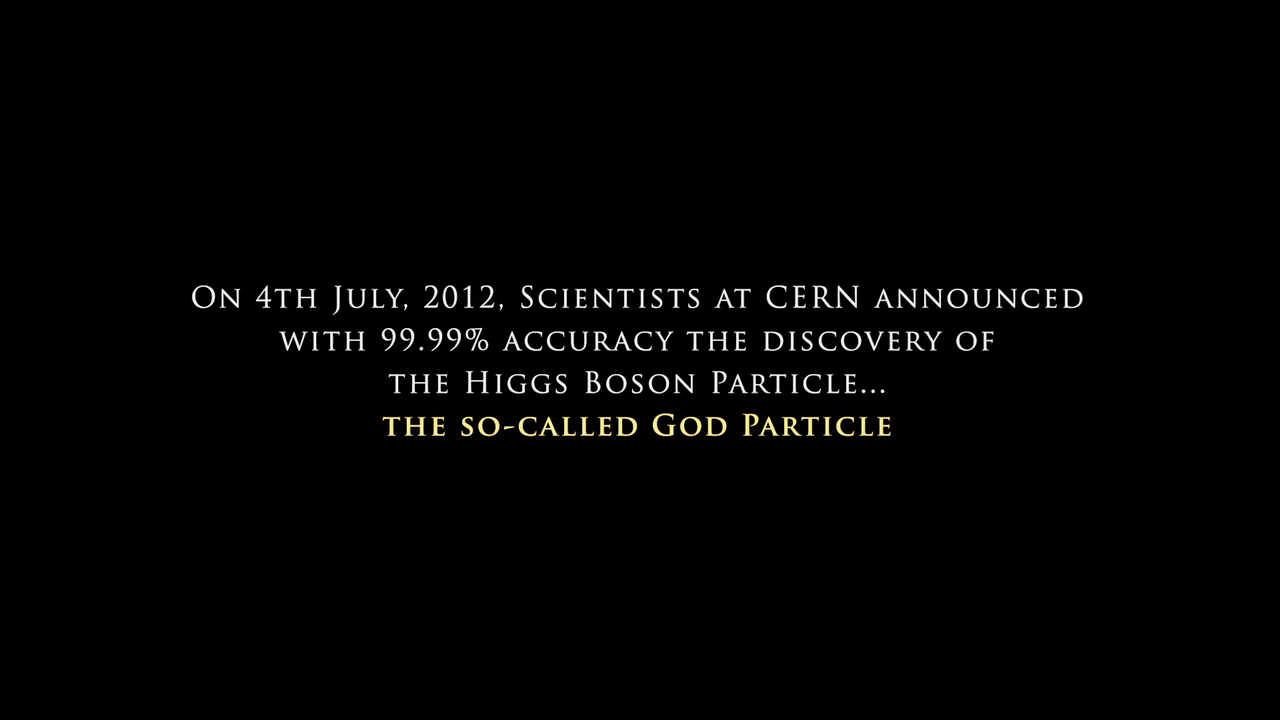 On 4th July, 2012, Scientists at CERN announced
with 99.99% accuracy the discovery of
the Higgs Boson Particle...
the so-called God Particle